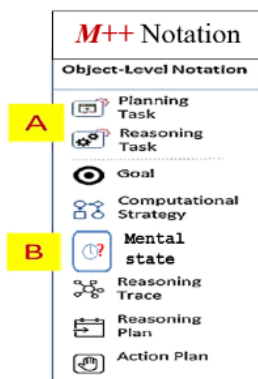 M++ Notation
Object-Level Notation
A
Planning
Task
Reasoning
Task
Goal
Computational
Strategy
B
?
Mental
state
Reasoning
Trace
Reasoning
Plan
Action Plan